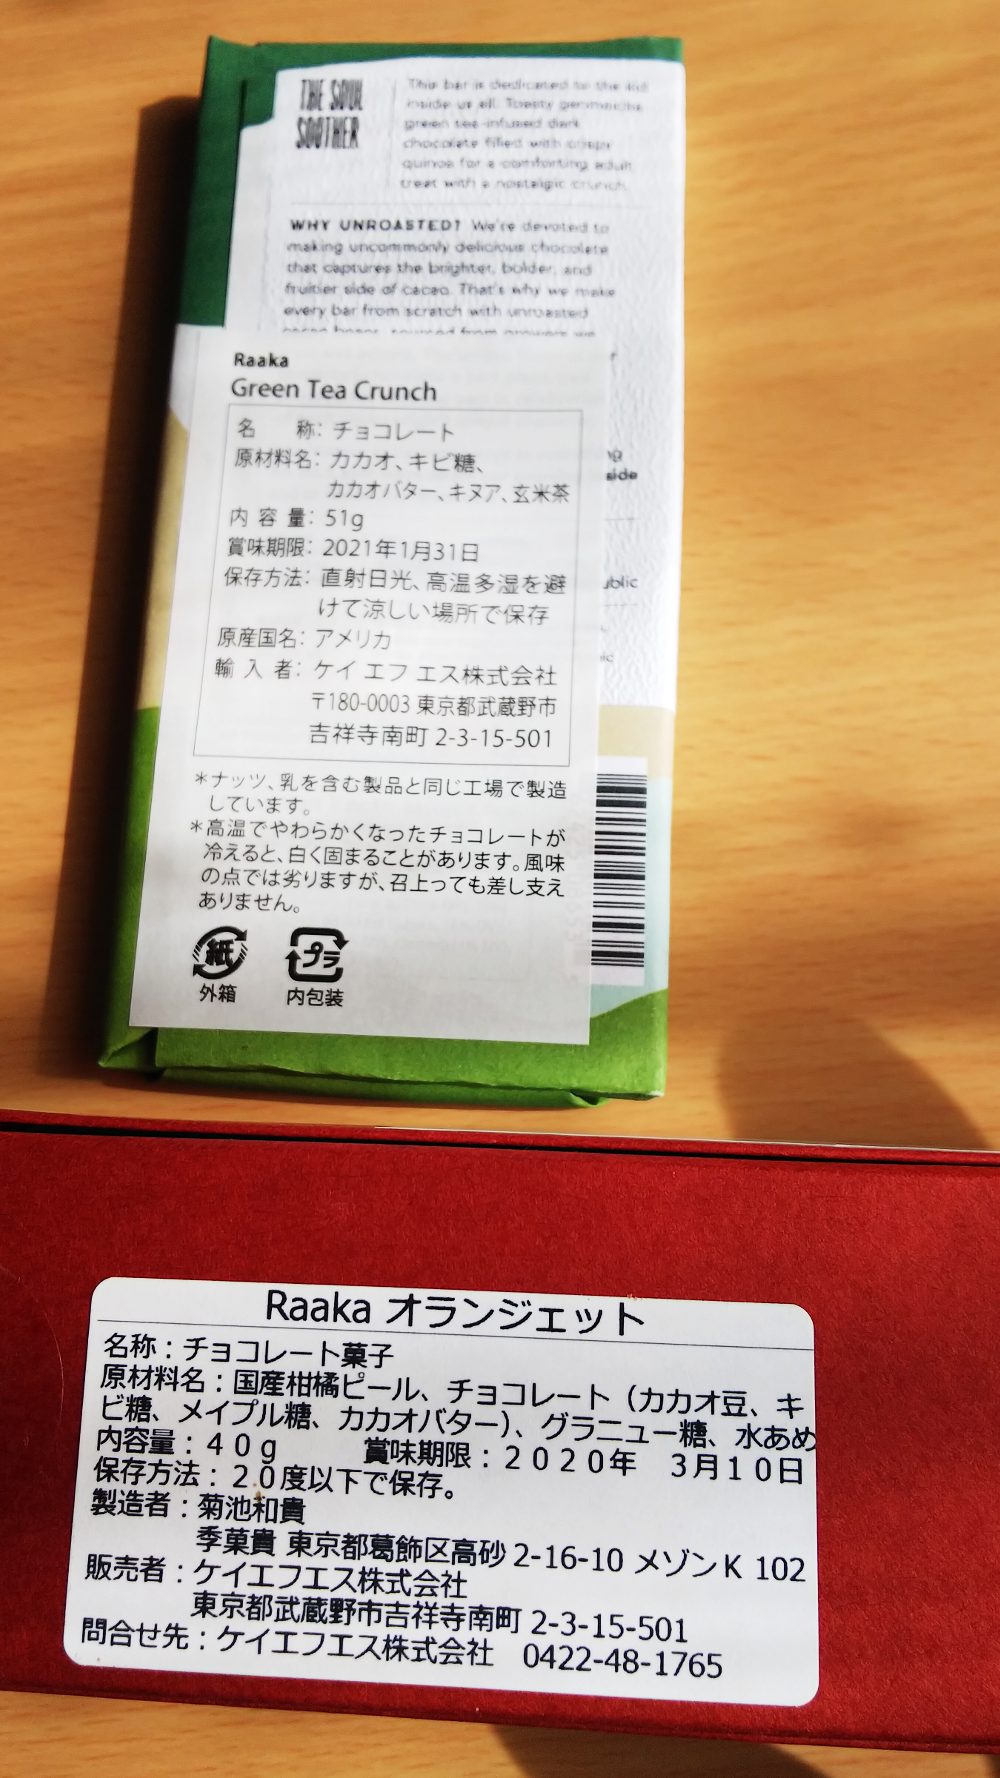 THE SOUL
SOOTHER
This bar is dedicated to the kid
inside us all. Toasty genmaicha
green tea-infused dark
chocolate filled with crispy
quinoa for a comforting adult
treat with a nostalgic crunch.
WHY UNROASTED? We're devoted to
making uncommonly delicious chocolate
that captures the brighter, bolder, and
fruitier side of cacao. That's why we make
every bar from scratch with unroasted
cacao beans, sourced from growers we
Raaka
Green Tea Crunch
名 称: チョコレート
原材料名: カカオ、キビ糖、
カカオバター、キヌア、玄米茶
内容量: 51g
賞味期限: 2021年1月31日
保存方法: 直射日光、高温多湿を避
けて涼しい場所で保存
原産国名: アメリカ
輸入者: ケイ エフ エス株式会社
〒180-0003 東京都武蔵野市
吉祥寺南町 2-3-15-501
side
*ナッツ、乳を含む製品と同じ工場で製造
しています。
*高温でやわらかくなったチョコレートが
冷えると、白く固まることがあります。風味
の点では劣りますが、召上っても差し支え
ありません。
紙 プラ
外箱 内包装
Raaka オランジェット
名称：チョコレート菓子
原材料名：国産柑橘ピール、チョコレート（カカオ豆、キ
ビ糖、メイプル糖、カカオバター）、グラニュー糖、水あめ
内容量：４０ｇ 賞味期限：２０２０年 ３月１０日
保存方法：２０度以下で保存。
製造者：菊池和貴
季菓貴 東京都葛飾区高砂 2-16-10 メゾンＫ 102
販売者：ケイエフエス株式会社
東京都武蔵野市吉祥寺南町 2-3-15-501
問合せ先：ケイエフエス株式会社 0422-48-1765